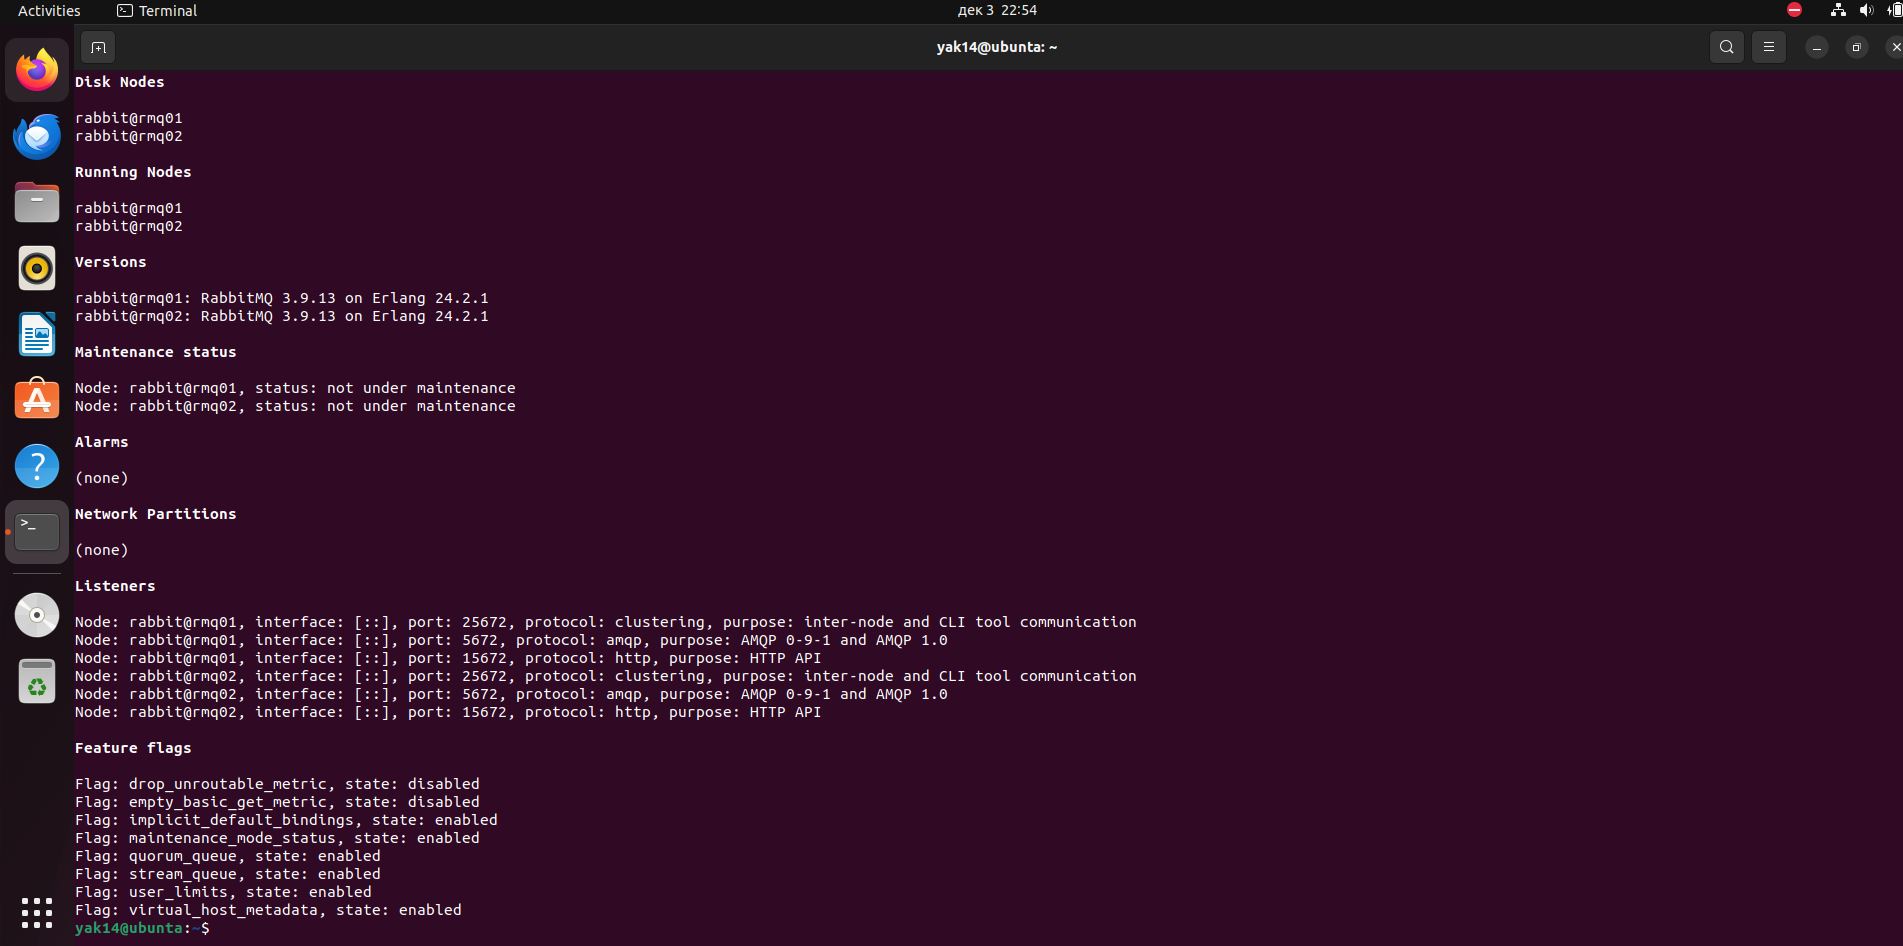 Activities
Terminal
дек 3 22:54
yak14@ubunta: ~
Disk Nodes
rabbit@rmq01
rabbit@rmq02
Running Nodes
rabbit@rmq01
rabbit@rmq02
Versions
rabbit@rmq01: RabbitMQ 3.9.13 on Erlang 24.2.1
rabbit@rmq02: RabbitMQ 3.9.13 on Erlang 24.2.1
Maintenance status
Node: rabbit@rmq01, status: not under maintenance
Node: rabbit@rmq02, status: not under maintenance
Alarms
(none)
Network Partitions
(none)
Listeners
Node: rabbit@rmq01, interface: [::], port: 25672, protocol: clustering, purpose: inter-node and CLI tool communication
Node: rabbit@rmq01, interface: [::], port: 5672, protocol: amqp, purpose: AMQP 0-9-1 and AMQP 1.0
Node: rabbit@rmq01, interface: [::], port: 15672, protocol: http, purpose: HTTP API
Node: rabbit@rmq02, interface: [::], port: 25672, protocol: clustering, purpose: inter-node and CLI tool communication
Node: rabbit@rmq02, interface: [::], port: 5672, protocol: amqp, purpose: AMQP 0-9-1 and AMQP 1.0
Node: rabbit@rmq02, interface: [::], port: 15672, protocol: http, purpose: HTTP API
Feature flags
Flag: drop_unroutable_metric, state: disabled
Flag: empty_basic_get_metric, state: disabled
Flag: implicit_default_bindings, state: enabled
Flag: maintenance_mode_status, state: enabled
Flag: quorum_queue, state: enabled
Flag: stream_queue, state: enabled
Flag: user_limits, state: enabled
Flag: virtual_host_metadata, state: enabled
yak14@ubunta:~$